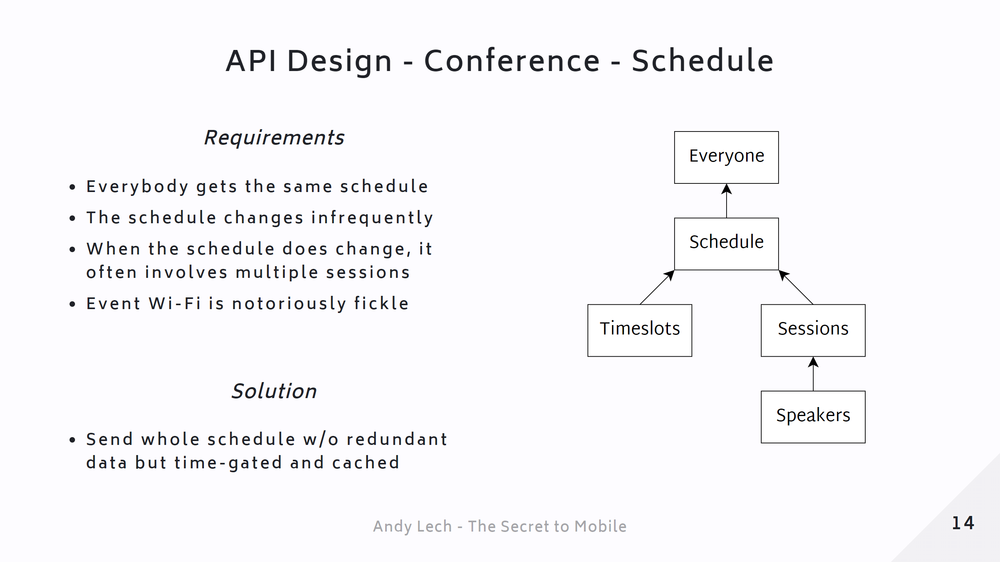 API Design - Conference - Schedule
Requirements
• Everybody gets the same schedule
• The schedule changes infrequently
• When the schedule does change, it
often involves multiple sessions
• Event Wi-Fi is notoriously fickle
Solution
• Send whole schedule w/o redundant
data but time-gated and cached
Everyone
Schedule
Timeslots
Sessions
Speakers
Andy Lech - The Secret to Mobile
14